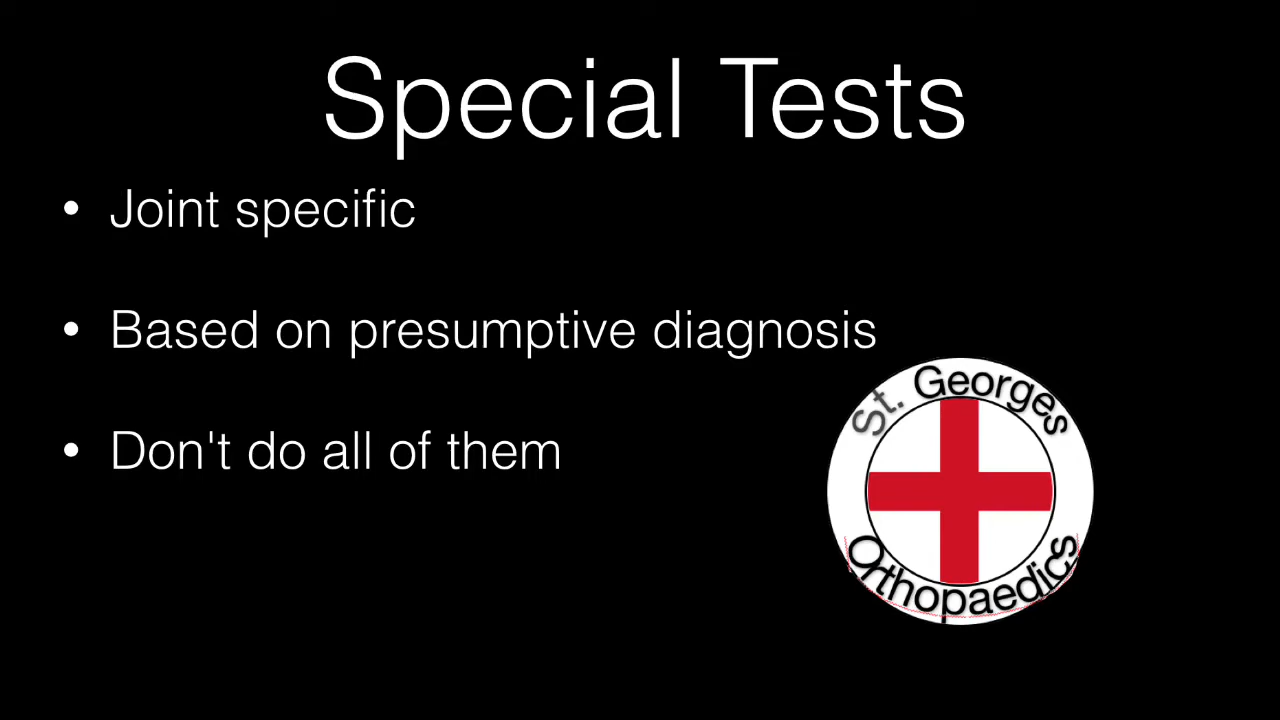 Special Tests
• Joint specific
• Based on presumptive diagnosis
• Don't do all of them
St. Georges
Orthopaedics